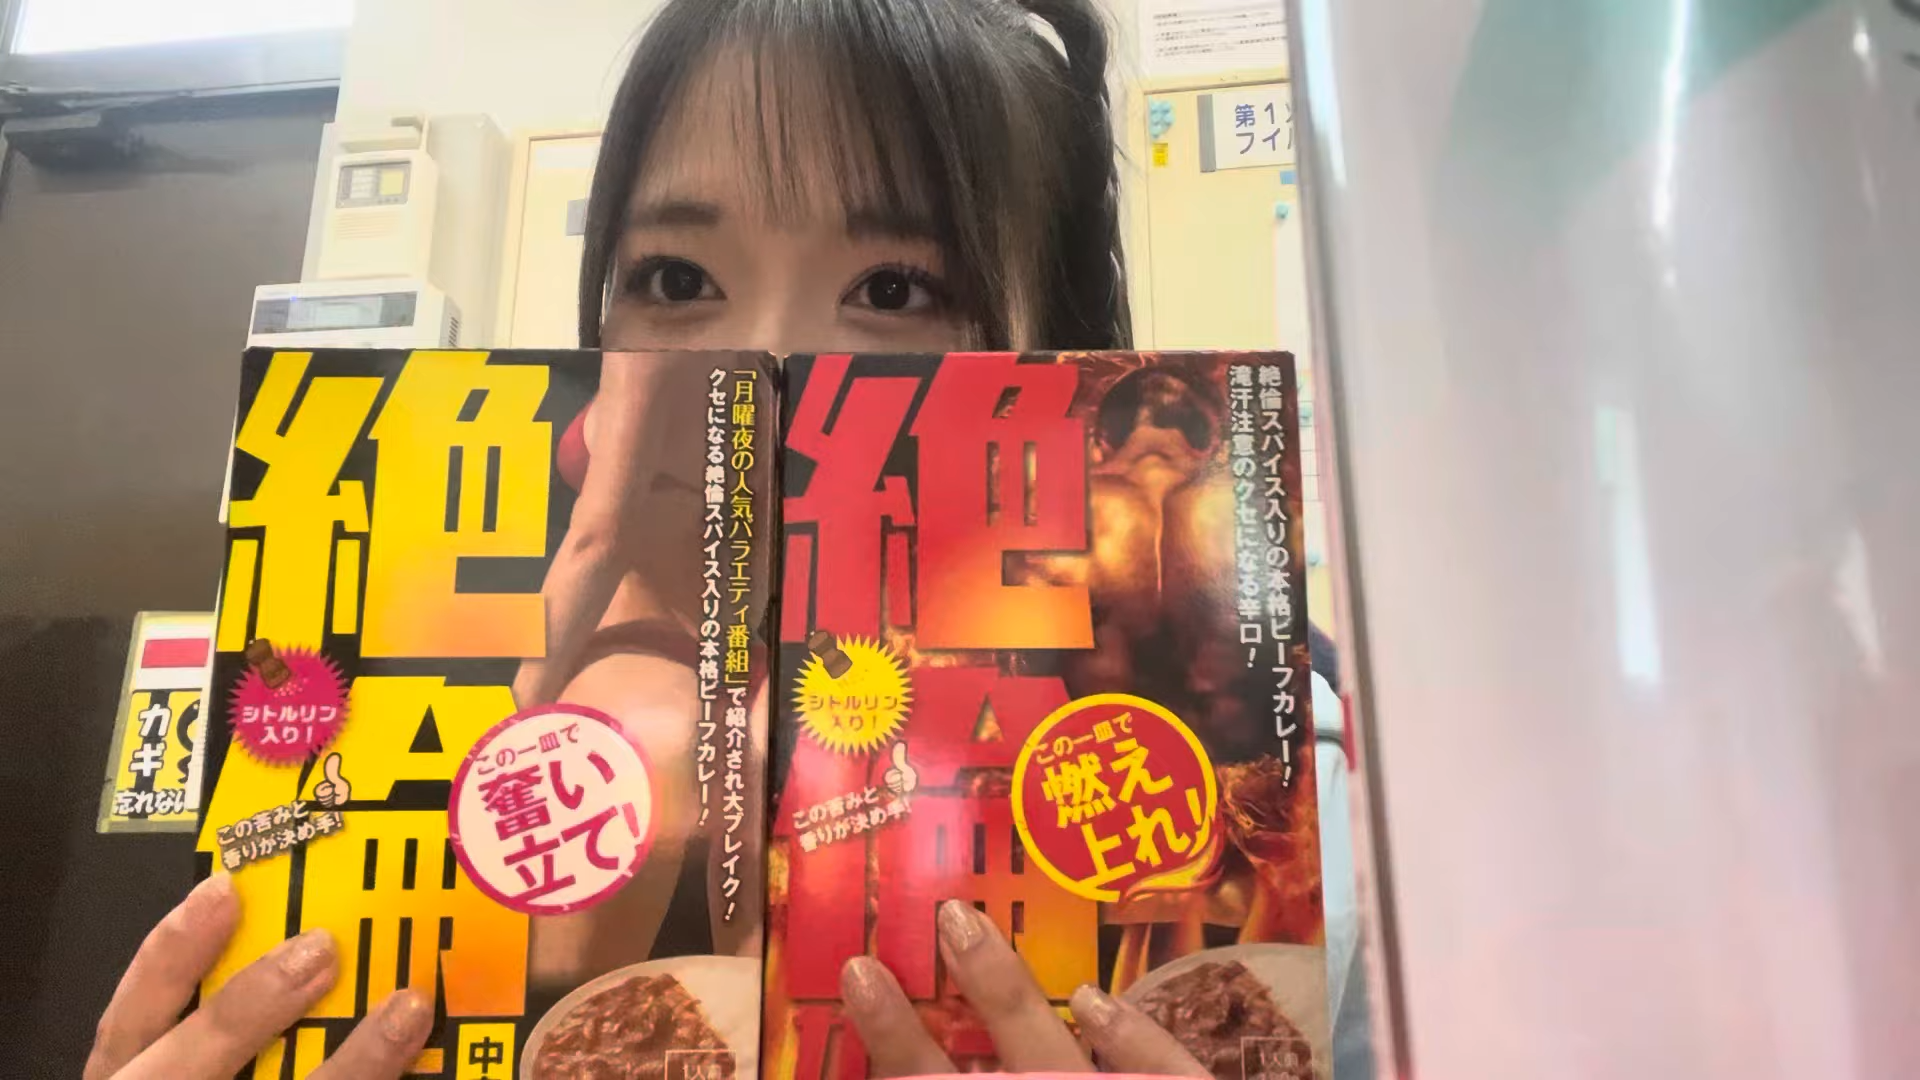 第1
フイ
絶倫
「月曜夜の人気バラエティ番組」で紹介され大ブレイク！
クセになる絶倫スパイス入りの本格ビーフカレー！
シトルリン
入り！
この苦みと
香りが決め手！
この一皿で
奮い
立て！
中
1人前
絶倫
絶倫スパイス入りの本格ビーフカレー！
滝汗注意のクセになる辛口！
シトルリン
入り！
この苦みと
香りが決め手！
この一皿で
燃え
上れ！
1人前
カギ
忘れない